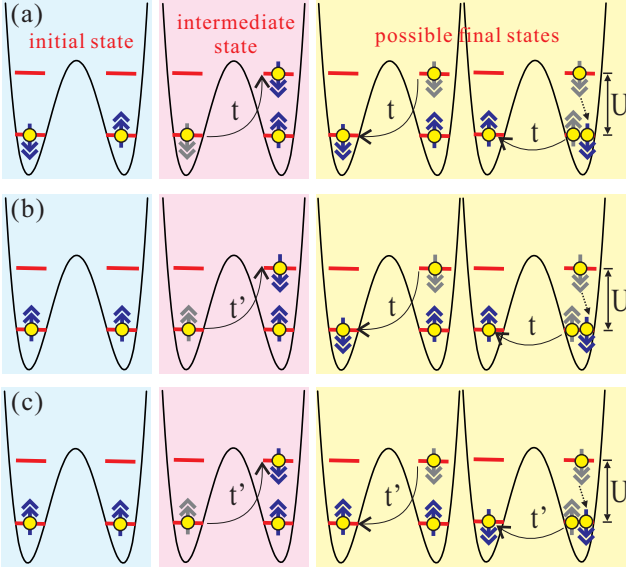 (a)
initial state
intermediate
state
possible final states
t
t
t
U
(b)
t'
t
t
U
(c)
t'
t'
t'
U